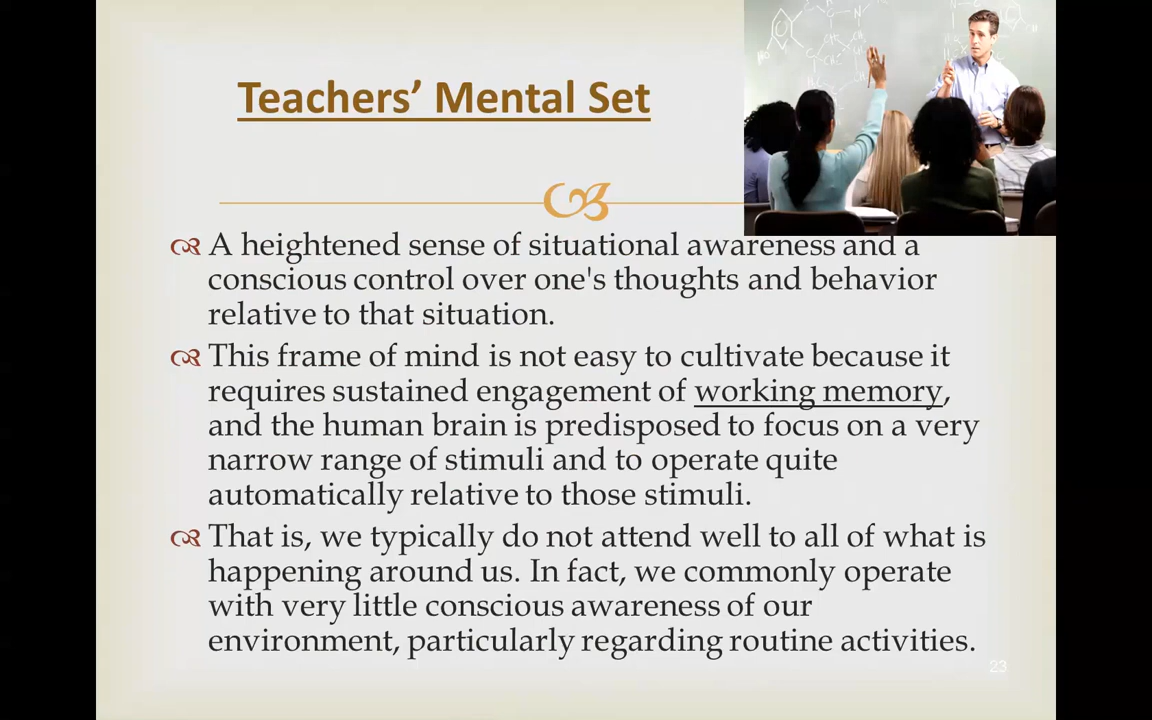 Teachers’ Mental Set
A heightened sense of situational awareness and a
conscious control over one's thoughts and behavior
relative to that situation.
This frame of mind is not easy to cultivate because it
requires sustained engagement of working memory,
and the human brain is predisposed to focus on a very
narrow range of stimuli and to operate quite
automatically relative to those stimuli.
That is, we typically do not attend well to all of what is
happening around us. In fact, we commonly operate
with very little conscious awareness of our
environment, particularly regarding routine activities.
23